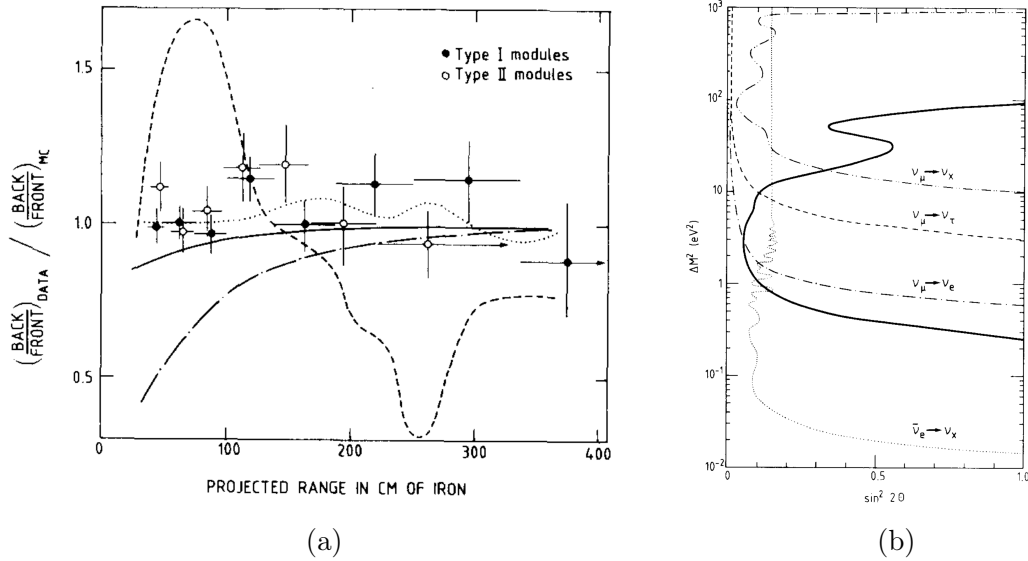 ● Type I modules
○ Type II modules
1.5
1.0
0.5
(BACK/FRONT)DATA / (BACK/FRONT)MC
0
100
200
300
400
PROJECTED RANGE IN CM OF IRON
(a)
10³
10²
10
1
10⁻¹
10⁻²
ΔM² (eV²)
νμ→νx
νμ→ντ
νμ→νe
ν̄e→νx
0
0.5
1.0
sin² 2Θ
(b)